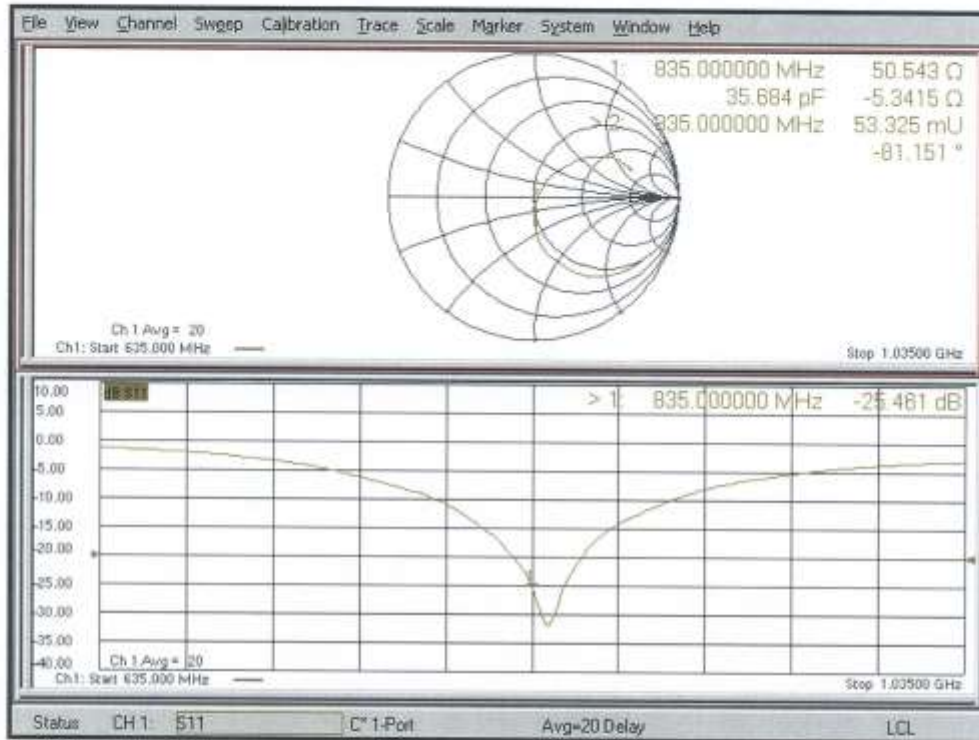 File View Channel Sweep Calibration Trace Scale Marker System Window Help
1: 835.000000 MHz 50.543 Ω
35.684 pF -5.3415 Ω
> 2: 835.000000 MHz 53.325 mU
-81.151 °
Ch 1 Avg = 20
Ch1: Start 635.000 MHz
Stop 1.03500 GHz
10.00
dB S11
> 1: 835.000000 MHz -25.461 dB
5.00
0.00
-5.00
-10.00
-15.00
-20.00
-25.00
-30.00
-35.00
-40.00
Ch 1 Avg = 20
Ch1: Start 635.000 MHz
Stop 1.03500 GHz
Status CH 1: S11 C* 1-Port Avg=20 Delay LCL